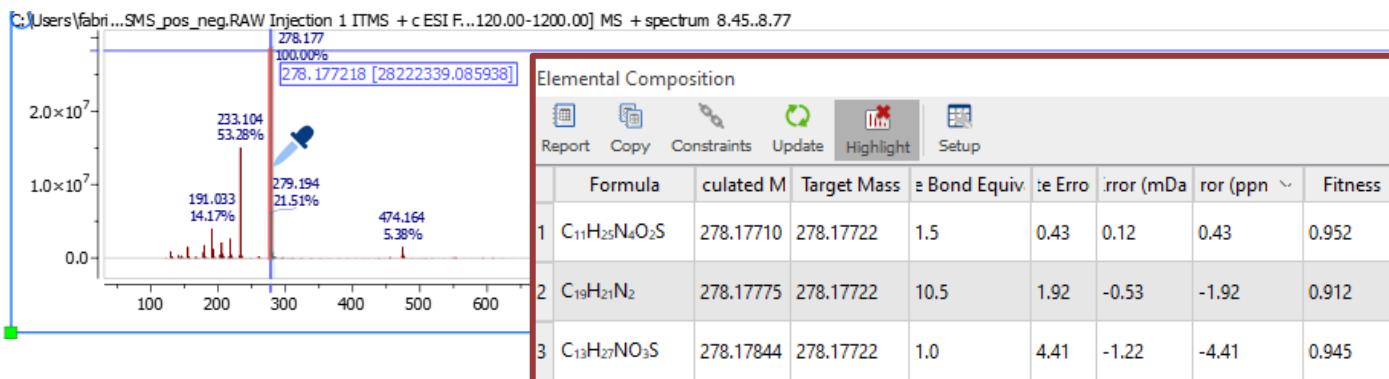 C:\Users\fabri...SMS_pos_neg.RAW Injection 1 ITMS + c ESI F...120.00-1200.00] MS + spectrum 8.45..8.77
278.177
100.00%
278.177218 [28222339.085938]
2.0×10⁷
233.104
53.28%
1.0×10⁷
279.194
21.51%
191.033
14.17%
474.164
5.38%
0.0
100 200 300 400 500 600
Elemental Composition
Report Copy Constraints Update Highlight Setup
Formula culated M Target Mass e Bond Equiv. te Erro rror (mDa ror (ppn Fitness
1 C₁₁H₂₅N₄O₂S 278.17710 278.17722 1.5 0.43 0.12 0.43 0.952
2 C₁₉H₂₁N₂ 278.17775 278.17722 10.5 1.92 -0.53 -1.92 0.912
3 C₁₃H₂₇NO₃S 278.17844 278.17722 1.0 4.41 -1.22 -4.41 0.945